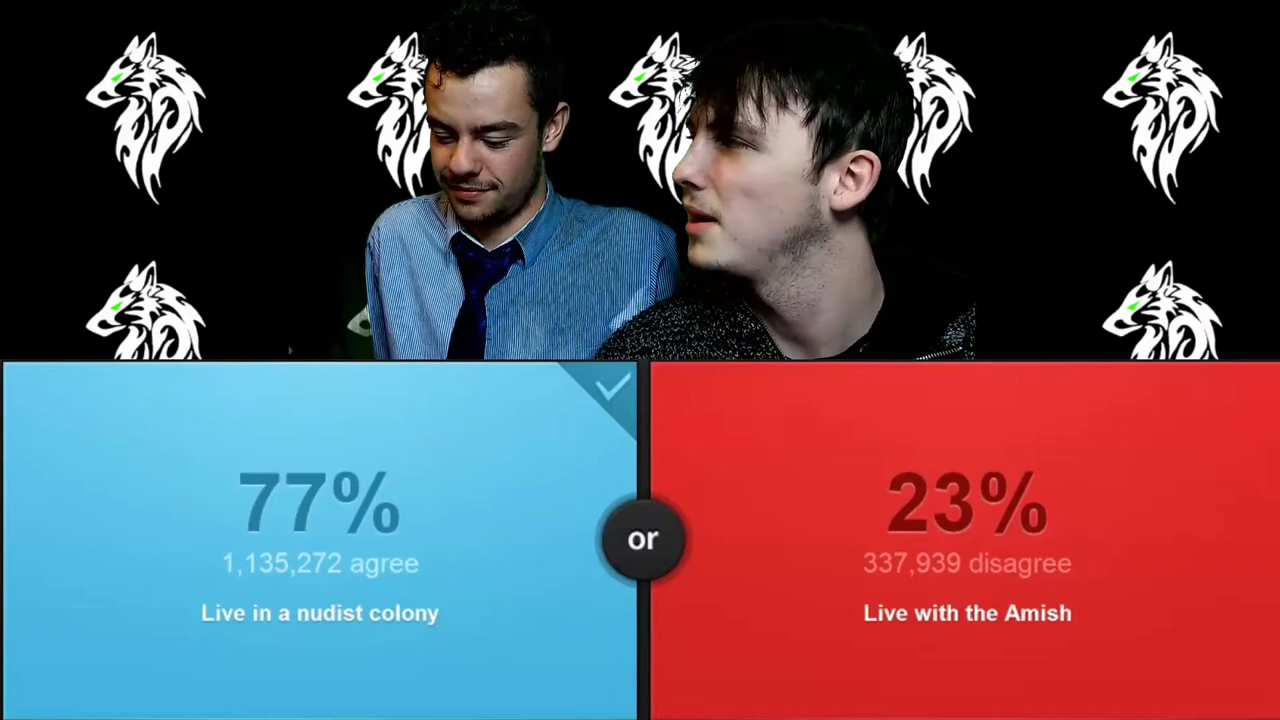 77%
1,135,272 agree
Live in a nudist colony
or
23%
337,939 disagree
Live with the Amish